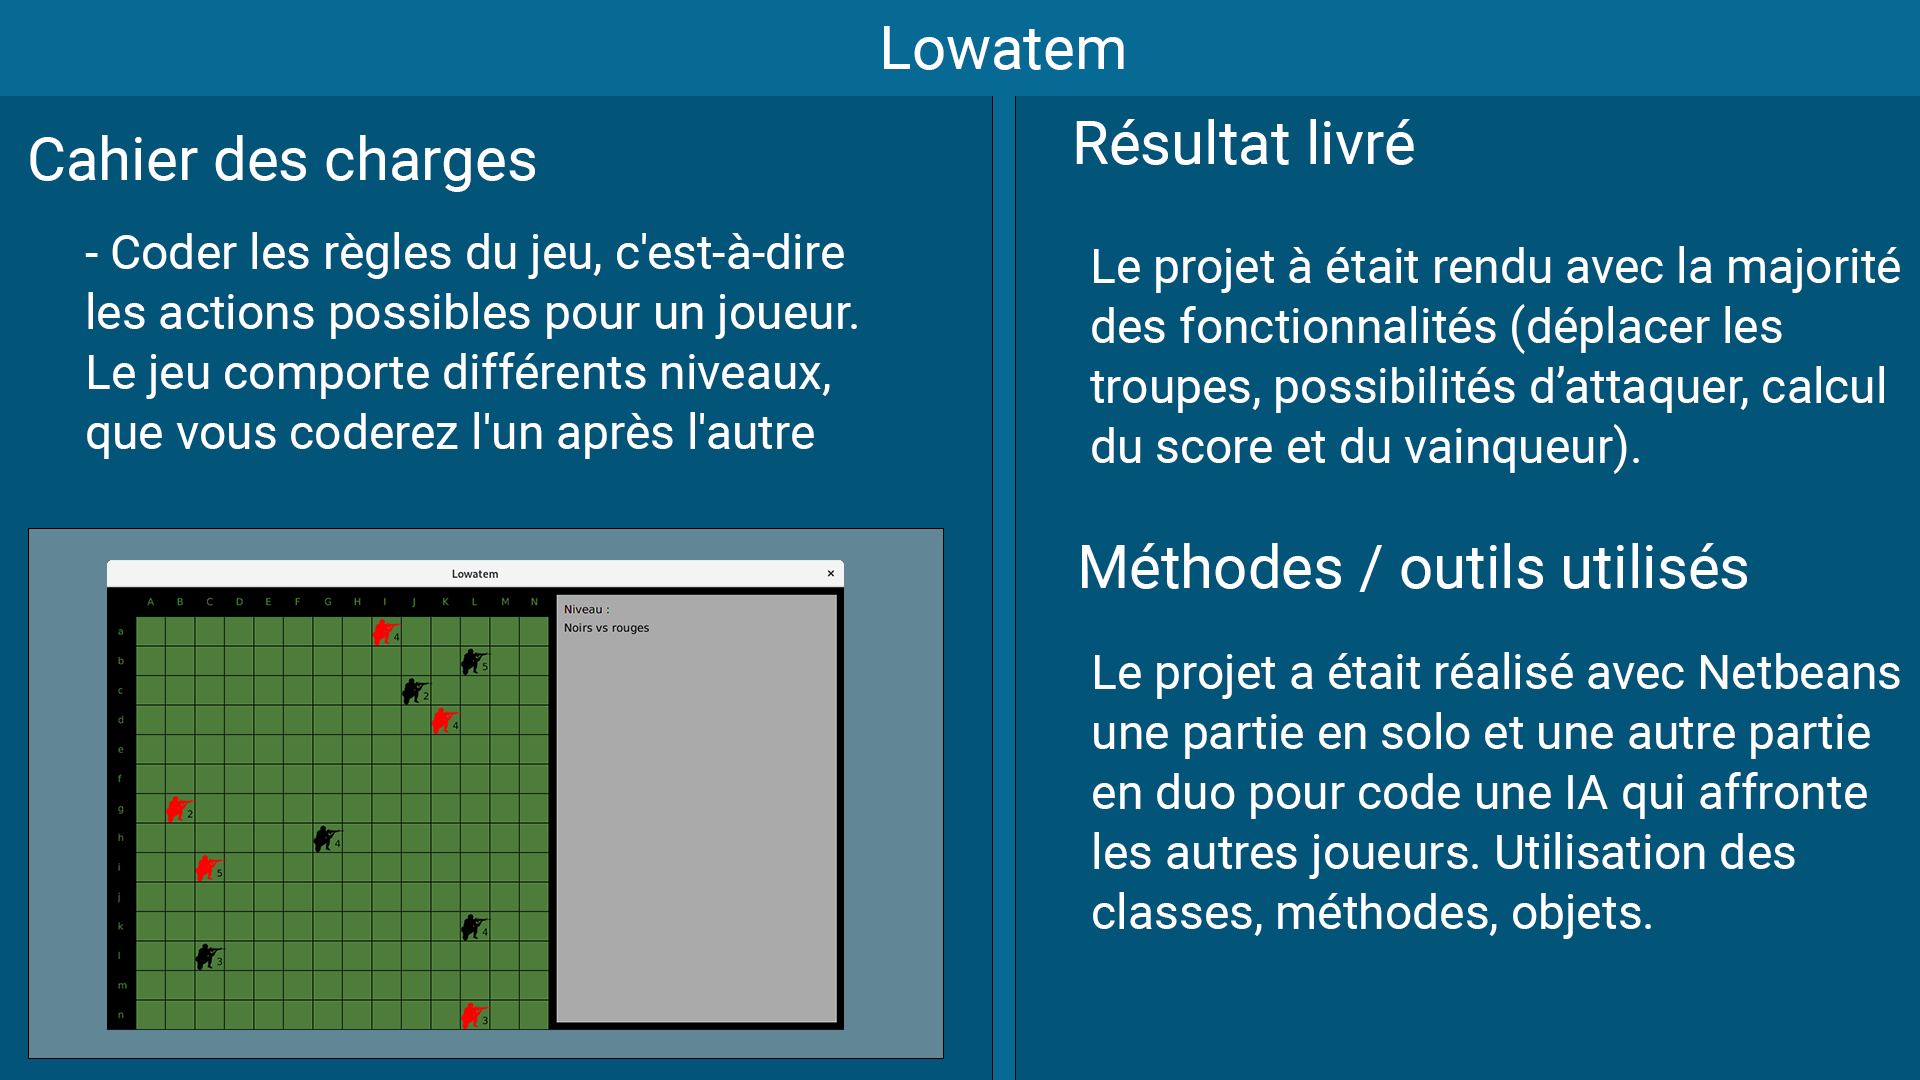 Lowatem
Cahier des charges
- Coder les règles du jeu, c'est-à-dire
les actions possibles pour un joueur.
Le jeu comporte différents niveaux,
que vous coderez l'un après l'autre
Lowatem ×
A B C D E F G H I J K L M N
a 4
b 5
c 2
d 4
e
f
g 2
h 4
i 5
j
k 4
l 3
m
n 3
Niveau :
Noirs vs rouges
Résultat livré
Le projet à était rendu avec la majorité
des fonctionnalités (déplacer les
troupes, possibilités d’attaquer, calcul
du score et du vainqueur).
Méthodes / outils utilisés
Le projet a était réalisé avec Netbeans
une partie en solo et une autre partie
en duo pour code une IA qui affronte
les autres joueurs. Utilisation des
classes, méthodes, objets.